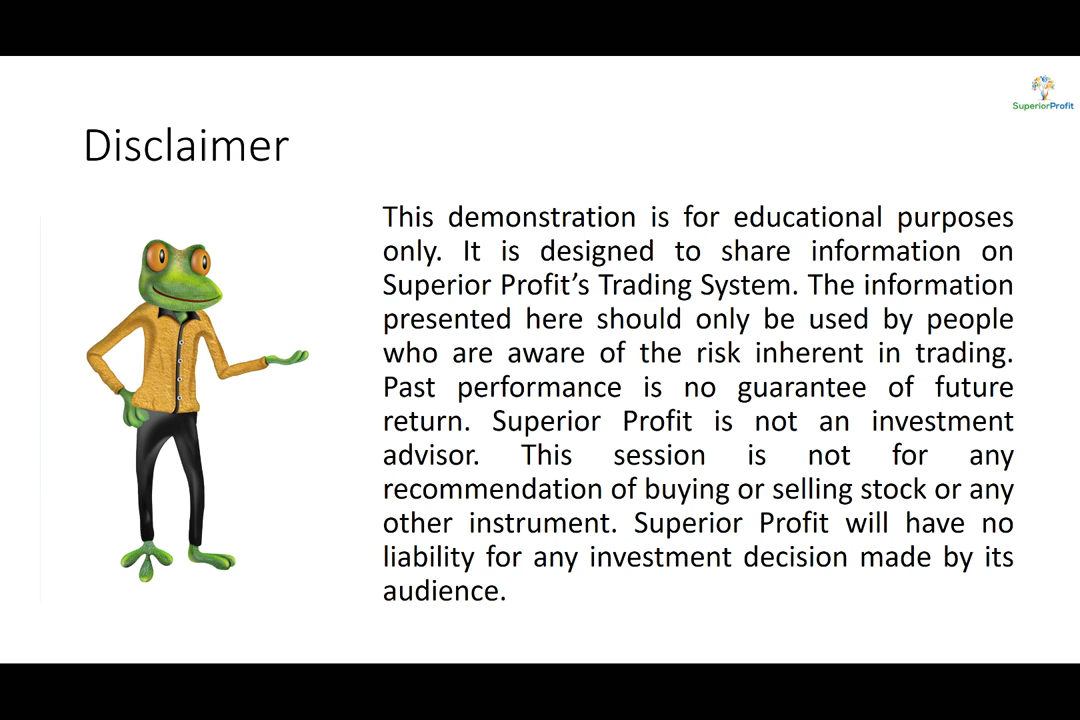 SuperiorProfit
Disclaimer
This demonstration is for educational purposes
only. It is designed to share information on
Superior Profit’s Trading System. The information
presented here should only be used by people
who are aware of the risk inherent in trading.
Past performance is no guarantee of future
return. Superior Profit is not an investment
advisor. This session is not for any
recommendation of buying or selling stock or any
other instrument. Superior Profit will have no
liability for any investment decision made by its
audience.